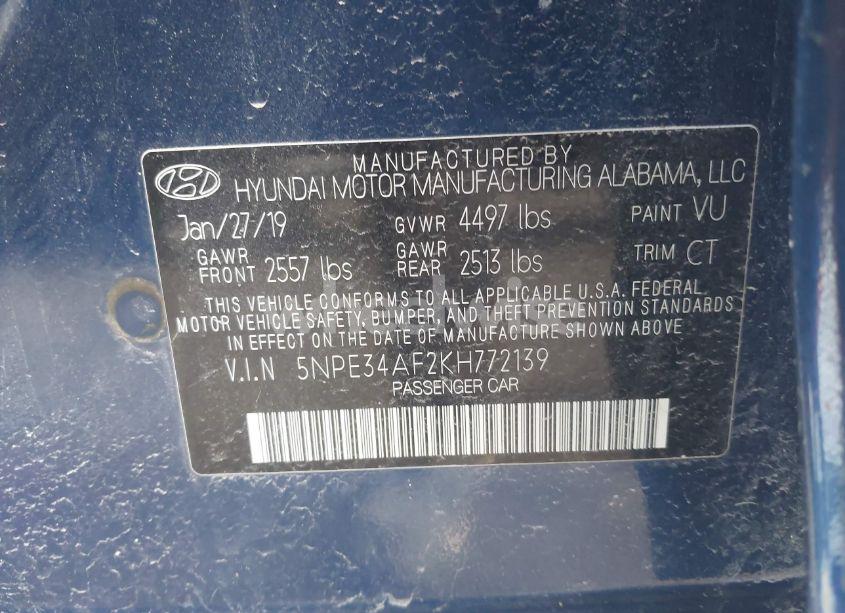 MANUFACTURED BY
HYUNDAI MOTOR MANUFACTURING ALABAMA, LLC
Jan/27/19 GVWR 4497 lbs PAINT VU
GAWR FRONT 2557 lbs GAWR REAR 2513 lbs TRIM CT
THIS VEHICLE CONFORMS TO ALL APPLICABLE U.S.A. FEDERAL
MOTOR VEHICLE SAFETY, BUMPER, AND THEFT PREVENTION STANDARDS
IN EFFECT ON THE DATE OF MANUFACTURE SHOWN ABOVE.
V.I.N 5NPE34AF2KH772139
PASSENGER CAR